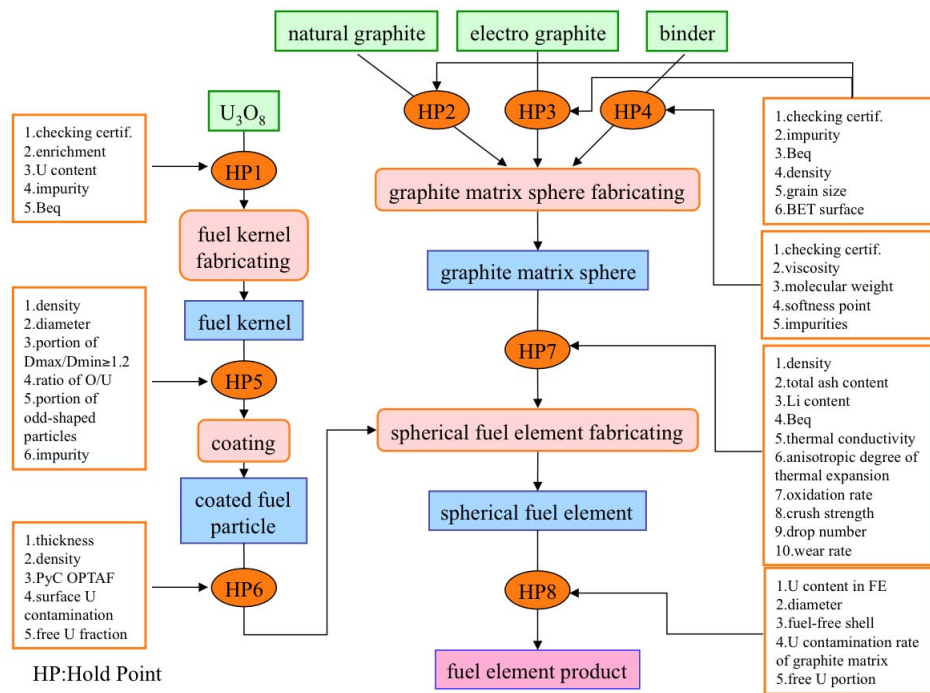 natural graphite
electro graphite
binder
HP2
HP3
HP4
U₃O₈
1.checking certif.
2.enrichment
3.U content
4.impurity
5.Beq
HP1
1.checking certif.
2.impurity
3.Beq
4.density
5.grain size
6.BET surface
graphite matrix sphere fabricating
fuel kernel
fabricating
graphite matrix sphere
1.checking certif.
2.viscosity
3.molecular weight
4.softness point
5.impurities
1.density
2.diameter
3.portion of
Dmax/Dmin≥1.2
4.ratio of O/U
5.portion of
odd-shaped
particles
6.impurity
fuel kernel
HP5
HP7
1.density
2.total ash content
3.Li content
4.Beq
5.thermal conductivity
6.anisotropic degree of
thermal expansion
7.oxidation rate
8.crush strength
9.drop number
10.wear rate
coating
spherical fuel element fabricating
coated fuel
particle
spherical fuel element
1.thickness
2.density
3.PyC OPTAF
4.surface U
contamination
5.free U fraction
HP6
HP8
1.U content in FE
2.diameter
3.fuel-free shell
4.U contamination rate
of graphite matrix
5.free U portion
HP:Hold Point
fuel element product